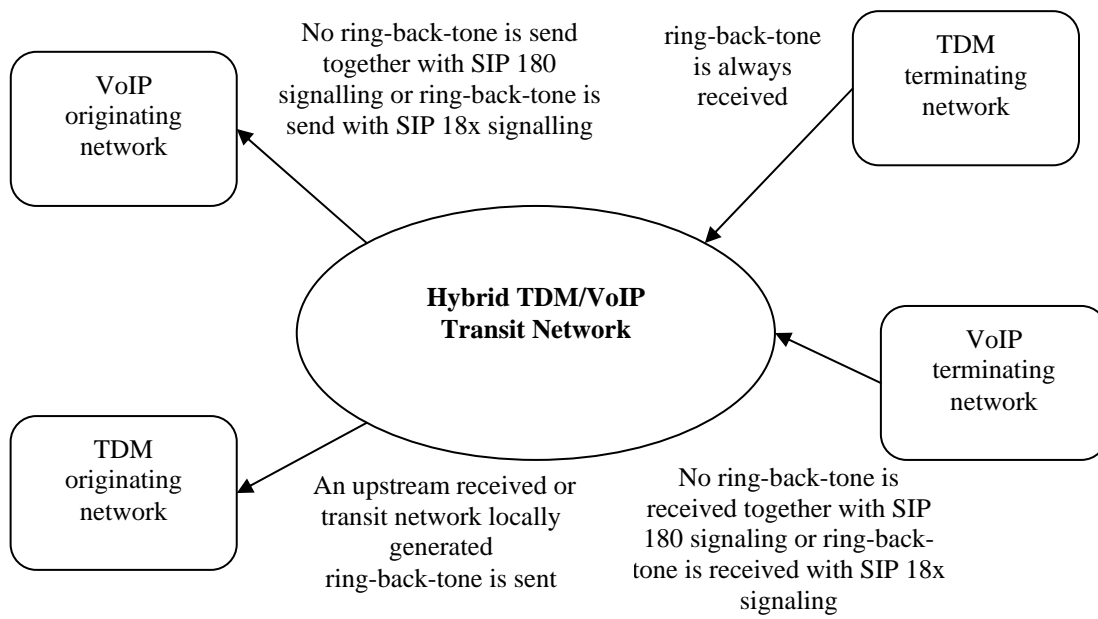 VoIP
originating
network
No ring-back-tone is send
together with SIP 180
signalling or ring-back-tone is
send with SIP 18x signalling
ring-back-tone
is always
received
TDM
terminating
network
Hybrid TDM/VoIP
Transit Network
VoIP
terminating
network
TDM
originating
network
An upstream received or
transit network locally
generated
ring-back-tone is sent
No ring-back-tone is
received together with SIP
180 signaling or ring-back-
tone is received with SIP 18x
signaling